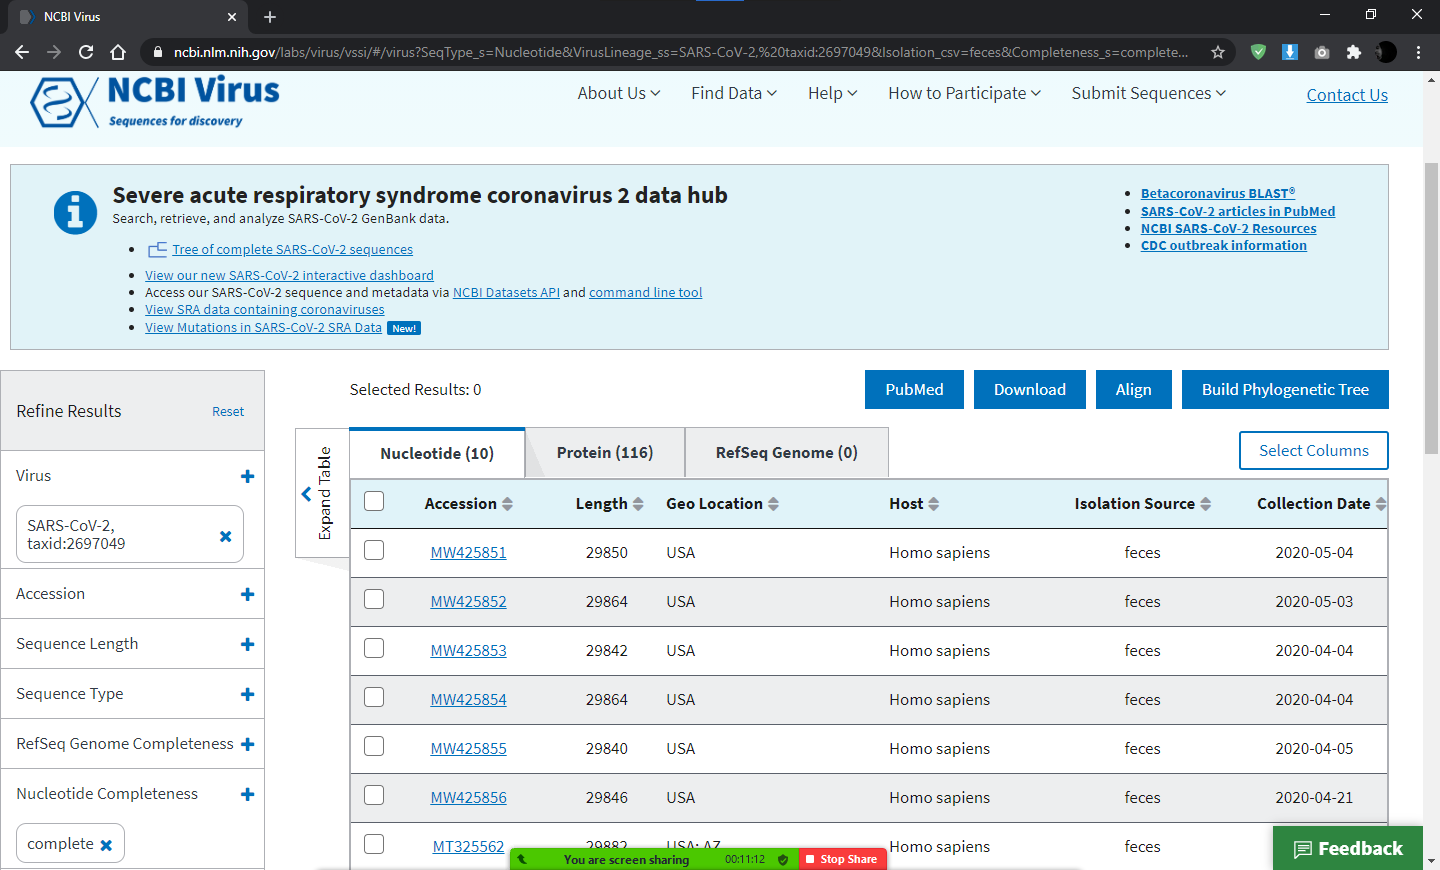 NCBI Virus
ncbi.nlm.nih.gov/labs/virus/vssi/#/virus?SeqType_s=Nucleotide&VirusLineage_ss=SARS-CoV-2,%20taxid:2697049&Isolation_csv=feces&Completeness_s=complete...
NCBI Virus
Sequences for discovery
About Us Find Data Help How to Participate Submit Sequences Contact Us
Severe acute respiratory syndrome coronavirus 2 data hub
Search, retrieve, and analyze SARS-CoV-2 GenBank data.
Tree of complete SARS-CoV-2 sequences
View our new SARS-CoV-2 interactive dashboard
Access our SARS-CoV-2 sequence and metadata via NCBI Datasets API and command line tool
View SRA data containing coronaviruses
View Mutations in SARS-CoV-2 SRA Data New!
Betacoronavirus BLAST®
SARS-CoV-2 articles in PubMed
NCBI SARS-CoV-2 Resources
CDC outbreak information
Refine Results Reset
Virus
SARS-CoV-2,
taxid:2697049
Accession
Sequence Length
Sequence Type
RefSeq Genome Completeness
Nucleotide Completeness
complete
Selected Results: 0
PubMed Download Align Build Phylogenetic Tree
Expand Table
Nucleotide (10) Protein (116) RefSeq Genome (0) Select Columns
Accession Length Geo Location Host Isolation Source Collection Date
MW425851 29850 USA Homo sapiens feces 2020-05-04
MW425852 29864 USA Homo sapiens feces 2020-05-03
MW425853 29842 USA Homo sapiens feces 2020-04-04
MW425854 29864 USA Homo sapiens feces 2020-04-04
MW425855 29840 USA Homo sapiens feces 2020-04-05
MW425856 29846 USA Homo sapiens feces 2020-04-21
MT325562 29882 USA: AZ Homo sapiens feces
You are screen sharing 00:11:12 Stop Share
Feedback